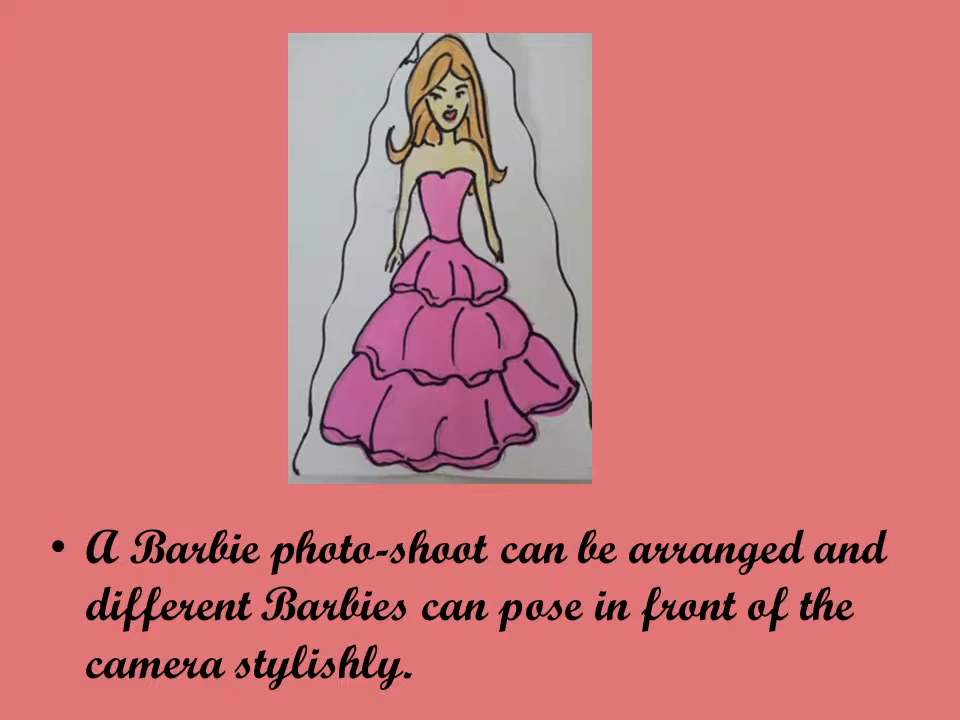 • A Barbie photo-shoot can be arranged and
different Barbies can pose in front of the
camera stylishly.